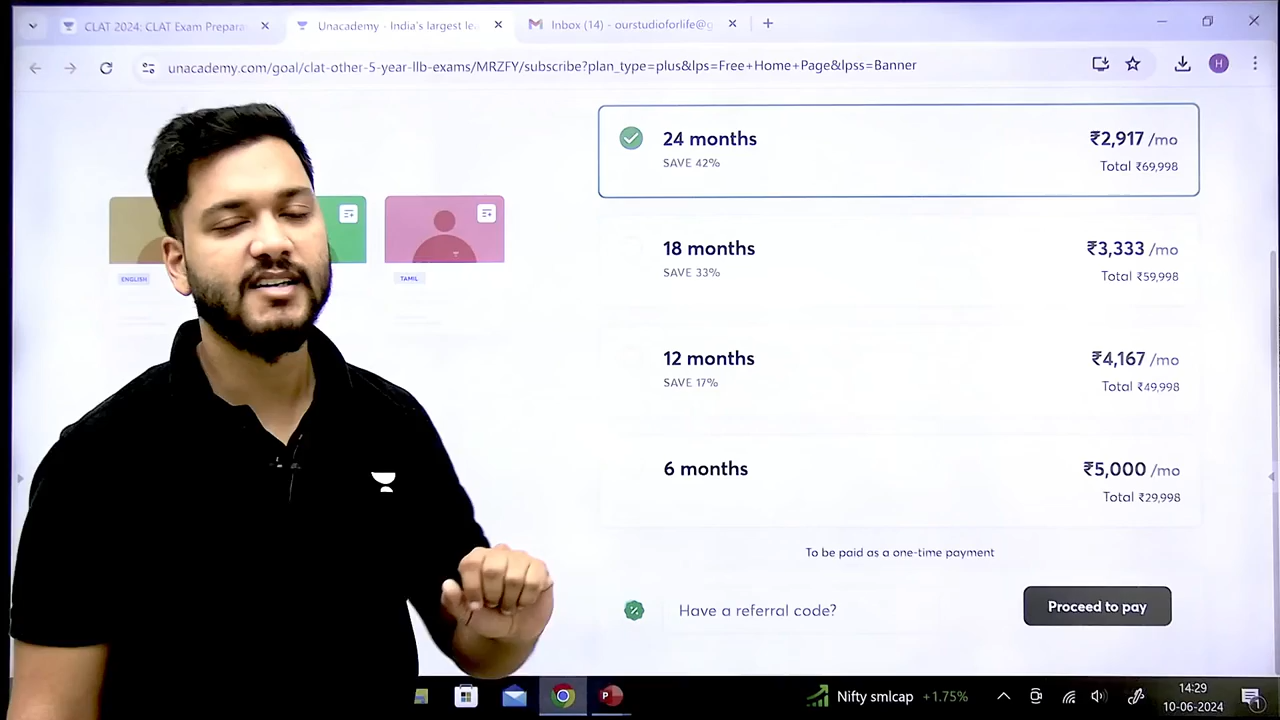 CLAT 2024: CLAT Exam Prepara
Unacademy - India's largest le
Inbox (14) - ourstudioforlife@g
unacademy.com/goal/clat-other-5-year-llb-exams/MRZFY/subscribe?plan_type=plus&lps=Free+Home+Page&lpss=Banner
H
24 months
₹2,917 /mo
SAVE 42%
Total ₹69,998
18 months
₹3,333 /mo
SAVE 33%
Total ₹59,998
ENGLISH
TAMIL
12 months
₹4,167 /mo
SAVE 17%
Total ₹49,998
6 months
₹5,000 /mo
Total ₹29,998
To be paid as a one-time payment
Have a referral code?
Proceed to pay
Nifty smlcap +1.75%
14:29
10-06-2024
1